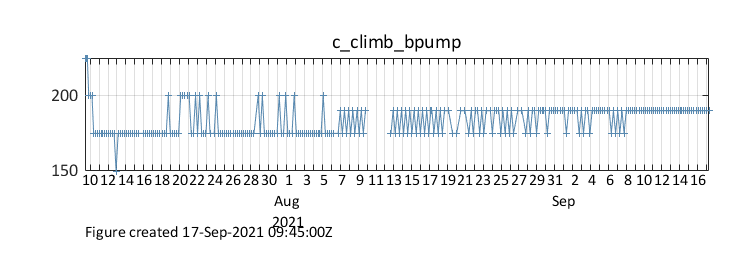 c_climb_bpump
200
150
10 12 14 16 18 20 22 24 26 28 30 1 3 5 7 9 11 13 15 17 19 21 23 25 27 29 31 2 4 6 8 10 12 14 16
Aug Sep
2021
Figure created 17-Sep-2021 09:45:00Z